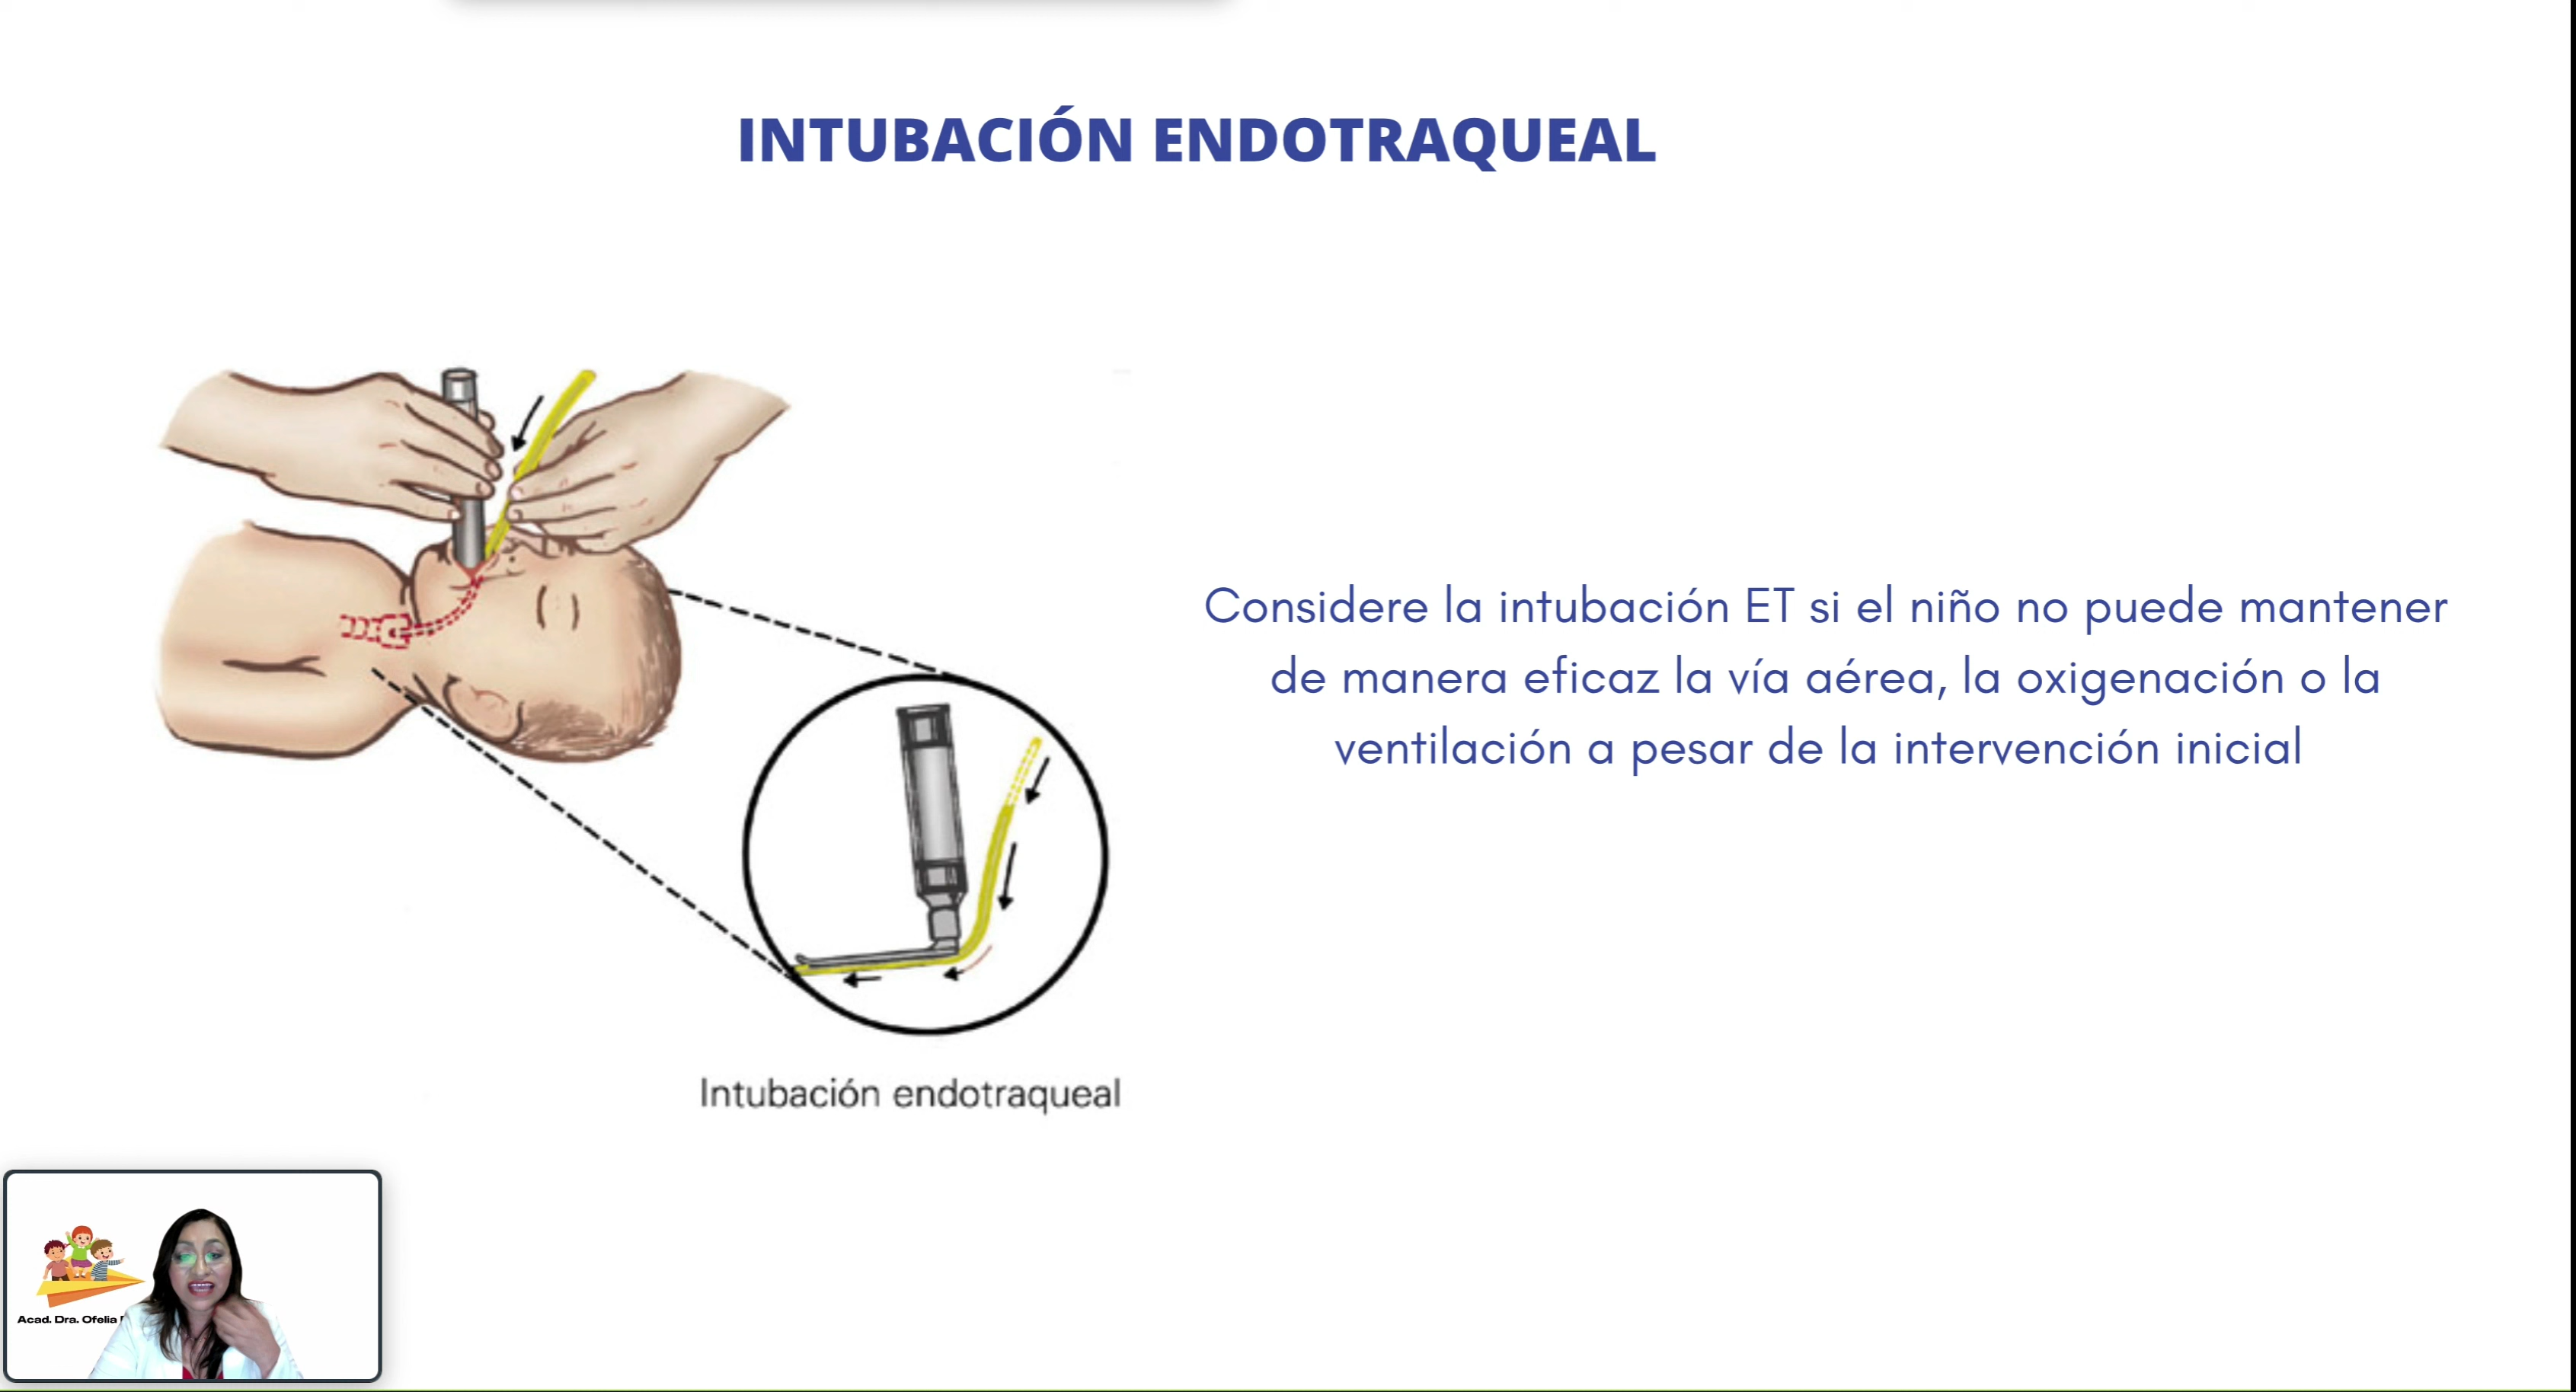 INTUBACIÓN ENDOTRAQUEAL
Considere la intubación ET si el niño no puede mantener
de manera eficaz la vía aérea, la oxigenación o la
ventilación a pesar de la intervención inicial
Intubación endotraqueal
Acad. Dra. Ofelia